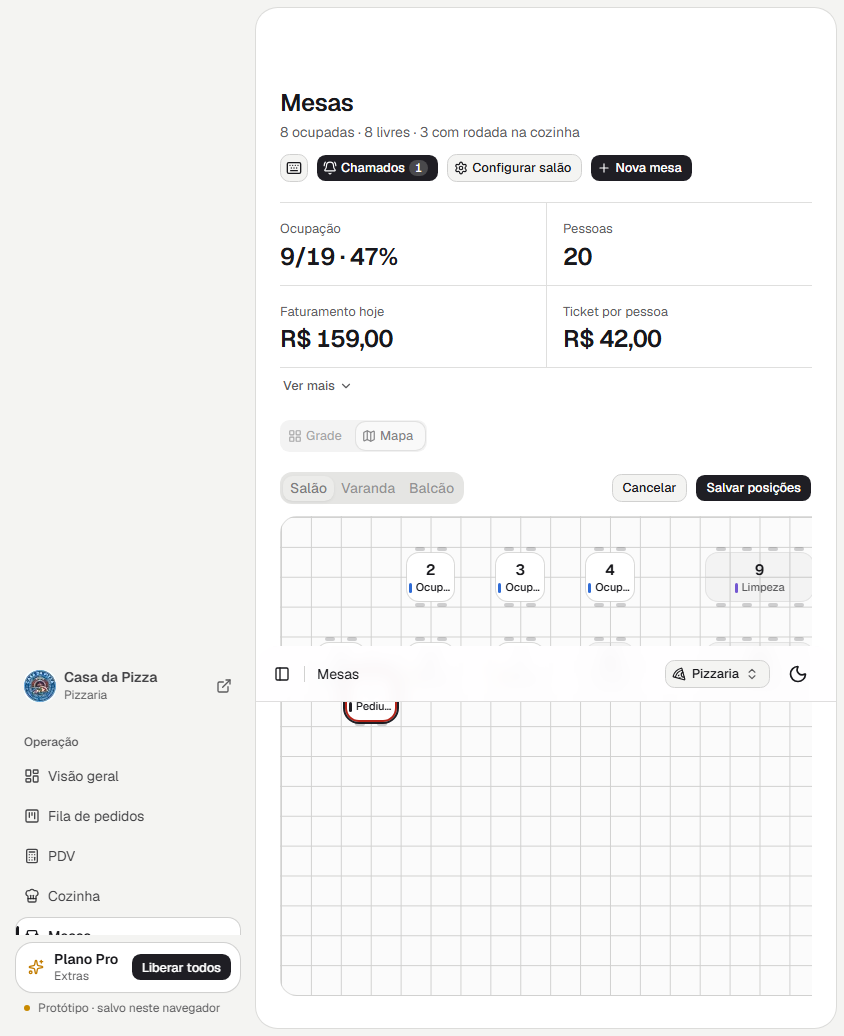 Mesas
8 ocupadas · 8 livres · 3 com rodada na cozinha
Chamados 1
Configurar salão
Nova mesa
Ocupação
9/19 · 47%
Pessoas
20
Faturamento hoje
R$ 159,00
Ticket por pessoa
R$ 42,00
Ver mais
Grade
Mapa
Salão
Varanda
Balcão
Cancelar
Salvar posições
2
Ocup...
3
Ocup...
4
Ocup...
9
Limpeza
Mesas
Pizzaria
Pediu...
Casa da Pizza
Pizzaria
Operação
Visão geral
Fila de pedidos
PDV
Cozinha
Mesas
Plano Pro
Extras
Liberar todos
Protótipo · salvo neste navegador